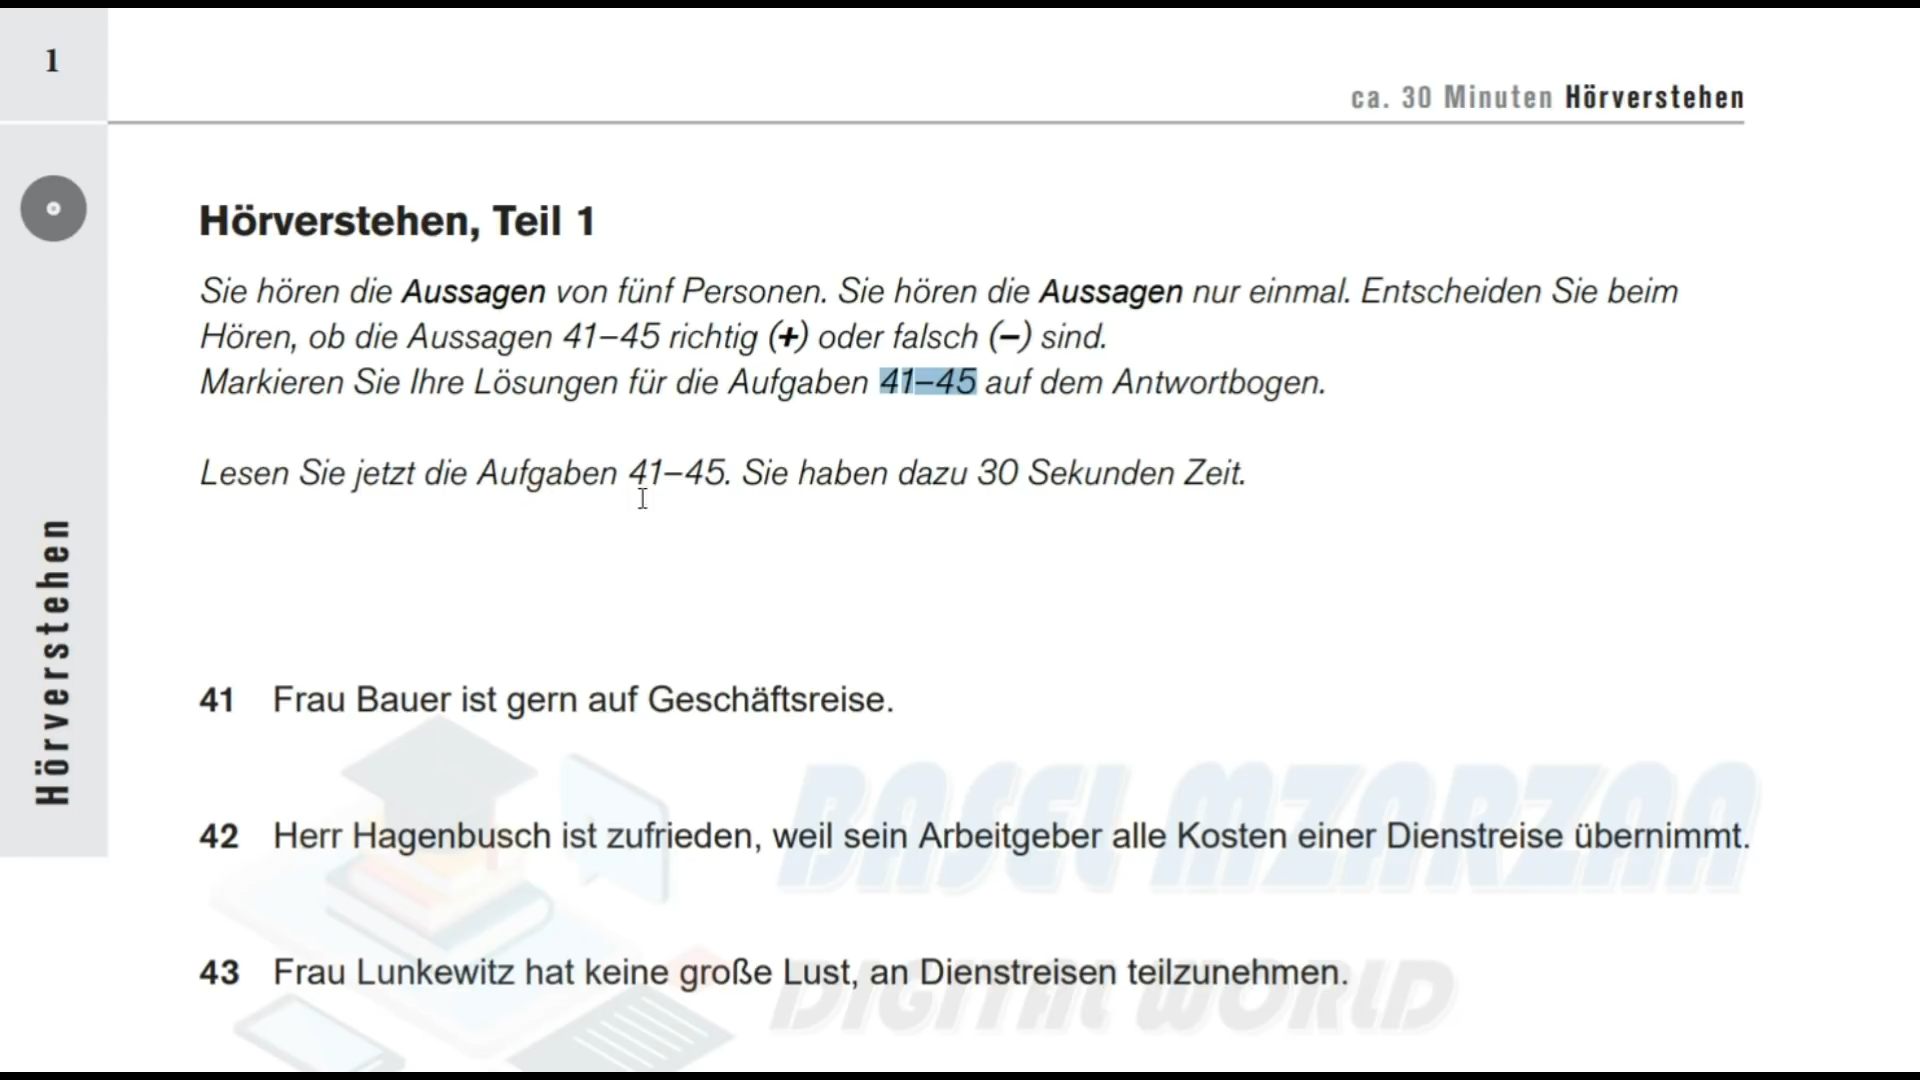 1
ca. 30 Minuten Hörverstehen
Hörverstehen
Hörverstehen, Teil 1
Sie hören die Aussagen von fünf Personen. Sie hören die Aussagen nur einmal. Entscheiden Sie beim
Hören, ob die Aussagen 41–45 richtig (+) oder falsch (–) sind.
Markieren Sie Ihre Lösungen für die Aufgaben 41–45 auf dem Antwortbogen.
Lesen Sie jetzt die Aufgaben 41–45. Sie haben dazu 30 Sekunden Zeit.
41 Frau Bauer ist gern auf Geschäftsreise.
BASEL MZARZAA
42 Herr Hagenbusch ist zufrieden, weil sein Arbeitgeber alle Kosten einer Dienstreise übernimmt.
43 Frau Lunkewitz hat keine große Lust, an Dienstreisen teilzunehmen.
DIGITAL WORLD